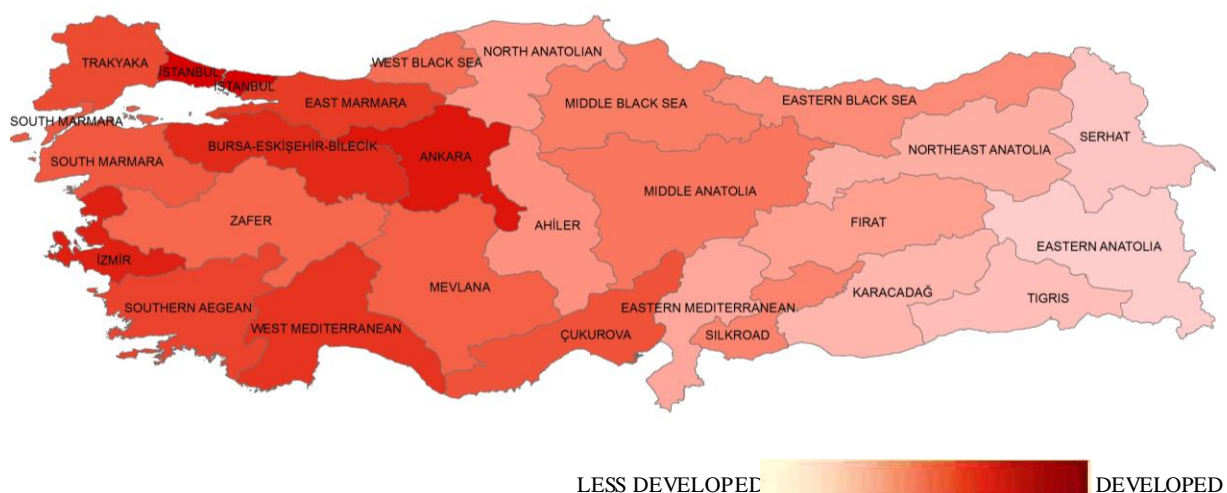 NORTH ANATOLIAN
TRAKYAKA
WEST BLACK SEA
İSTANBUL
İSTANBUL
EAST MARMARA
MIDDLE BLACK SEA
EASTERN BLACK SEA
SOUTH MARMARA
SERHAT
BURSA-ESKİŞEHİR-BİLECİK
NORTHEAST ANATOLIA
SOUTH MARMARA
ANKARA
MIDDLE ANATOLIA
ZAFER
AHİLER
FIRAT
EASTERN ANATOLIA
İZMİR
MEVLANA
KARACADAĞ
TIGRIS
SOUTHERN AEGEAN
EASTERN MEDITERRANEAN
WEST MEDITERRANEAN
ÇUKUROVA
SILKROAD
LESS DEVELOPED
DEVELOPED